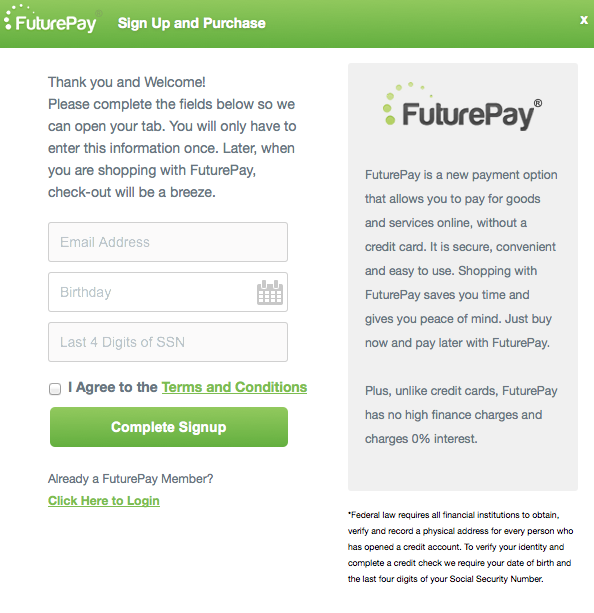 FuturePay® Sign Up and Purchase x
Thank you and Welcome!
Please complete the fields below so we
can open your tab. You will only have to
enter this information once. Later, when
you are shopping with FuturePay,
check-out will be a breeze.
Email Address
Birthday
Last 4 Digits of SSN
I Agree to the Terms and Conditions
Complete Signup
Already a FuturePay Member?
Click Here to Login
FuturePay®
FuturePay is a new payment option
that allows you to pay for goods
and services online, without a
credit card. It is secure, convenient
and easy to use. Shopping with
FuturePay saves you time and
gives you peace of mind. Just buy
now and pay later with FuturePay.
Plus, unlike credit cards, FuturePay
has no high finance charges and
charges 0% interest.
*Federal law requires all financial institutions to obtain,
verify and record a physical address for every person who
has opened a credit account. To verify your identity and
complete a credit check we require your date of birth and
the last four digits of your Social Security Number.